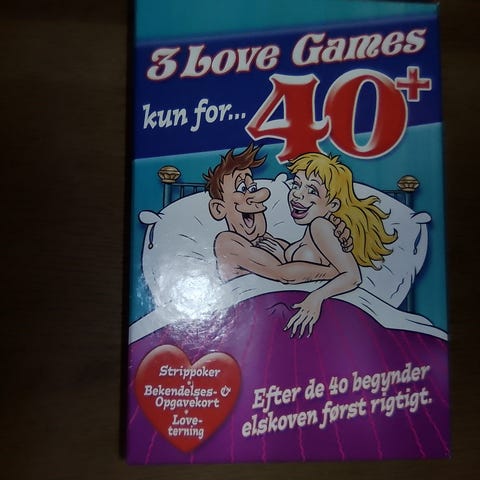 3 Love Games
kun for... 40+
Strippoker
•
Bekendelses- &
Opgavekort
•
Love-
terning
Efter de 40 begynder
elskoven først rigtigt.